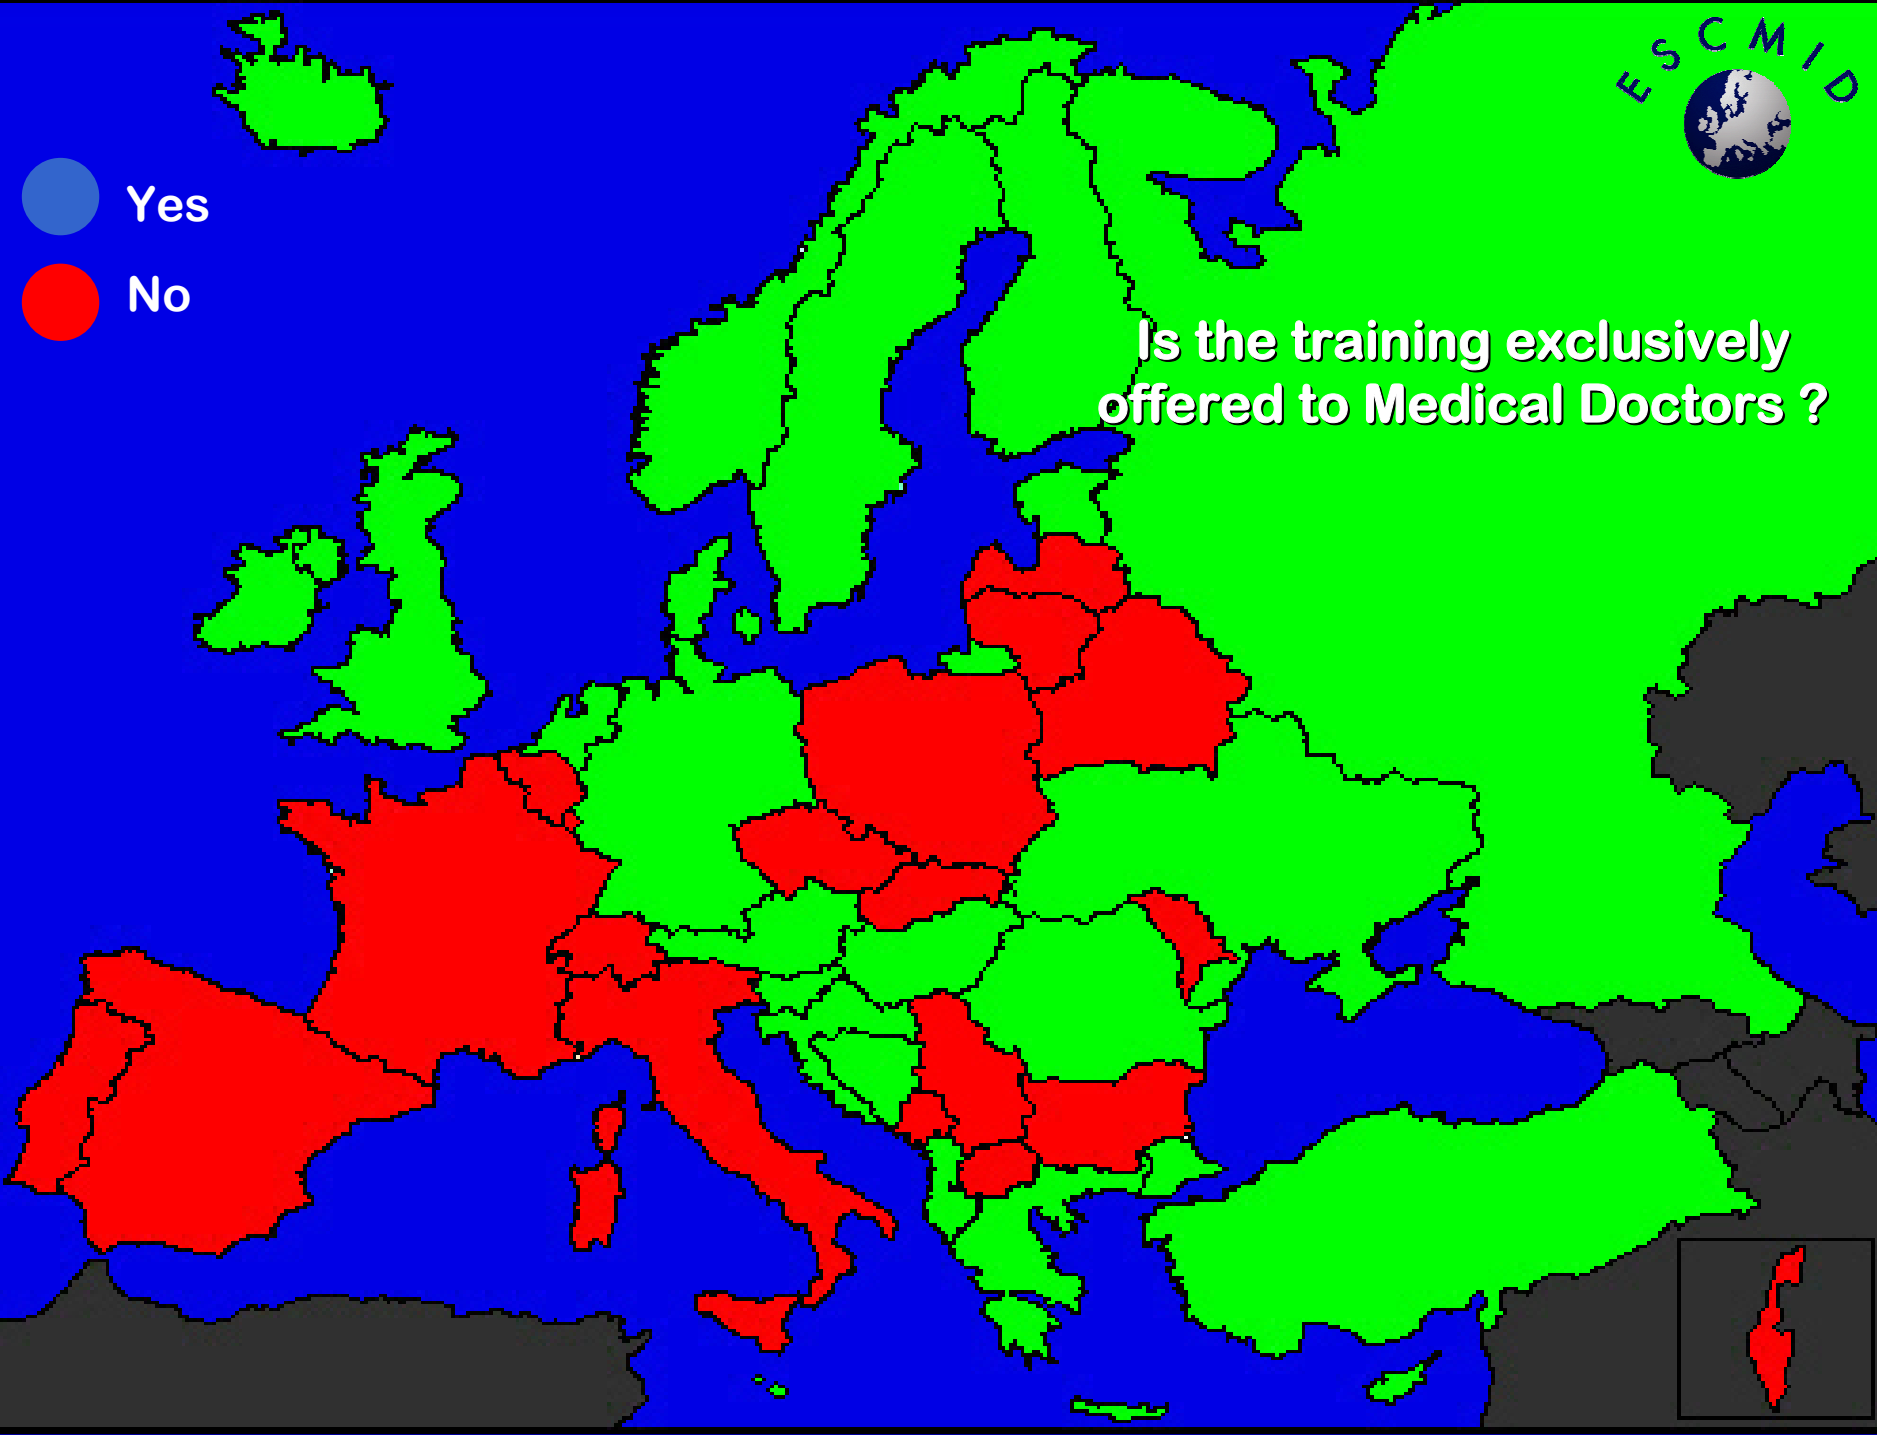 ESCMID
Yes
No
Is the training exclusively
offered to Medical Doctors ?